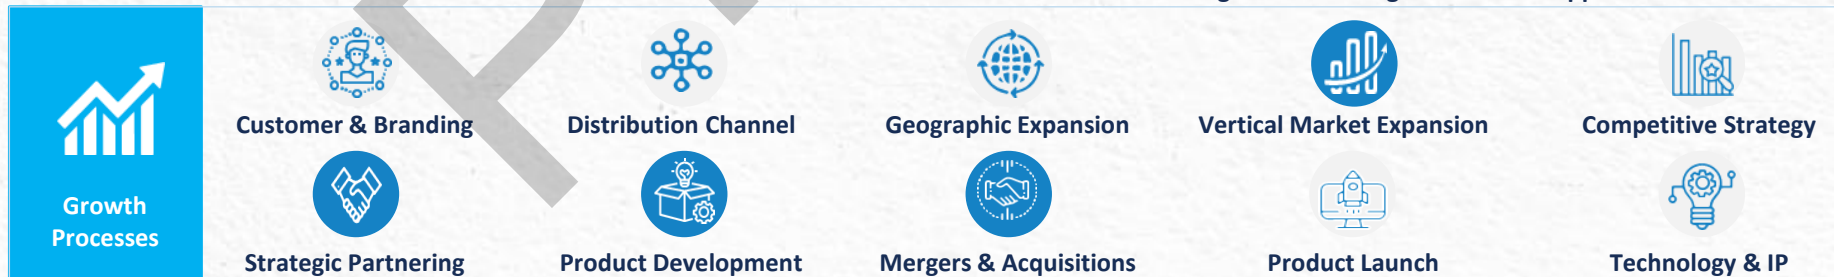 Growth
Processes
Customer & Branding
Distribution Channel
Geographic Expansion
Vertical Market Expansion
Competitive Strategy
Strategic Partnering
Product Development
Mergers & Acquisitions
Product Launch
Technology & IP